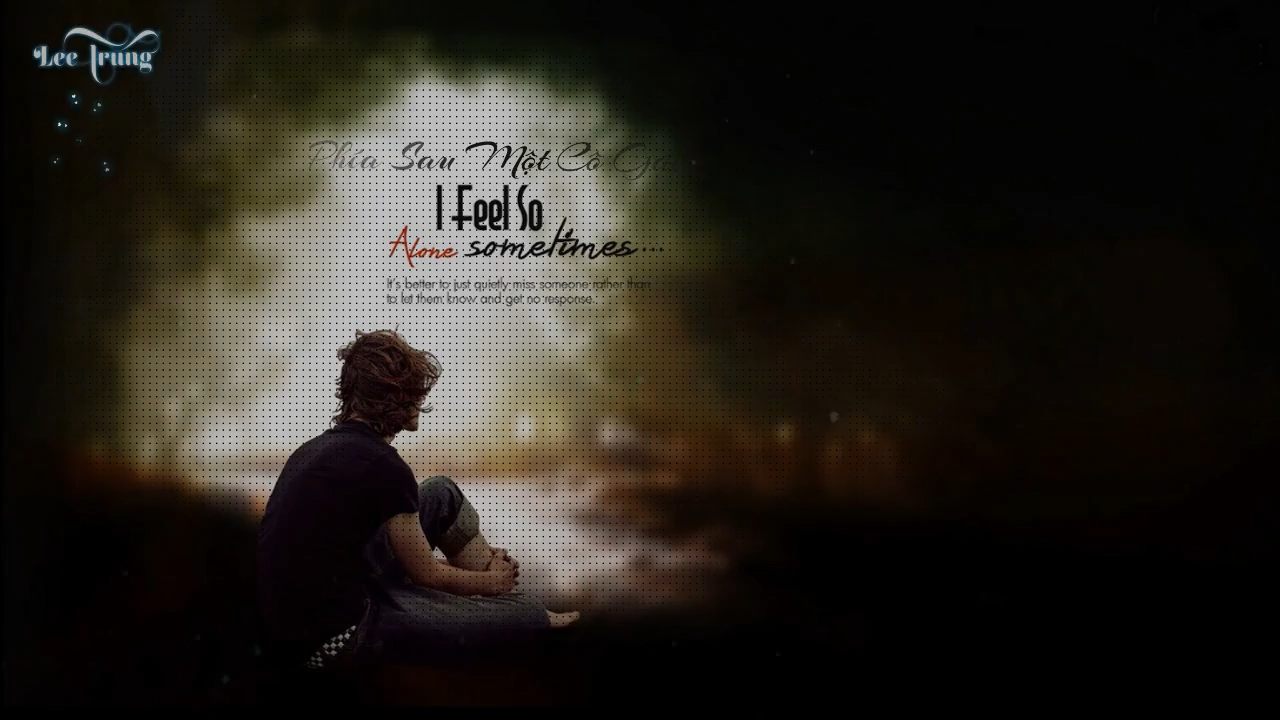 Lee Trung
Phía Sau Một Cô Gái
I Feel So
Alone sometimes...
It's better to just quietly miss someone rather than
to let them know and get no response.